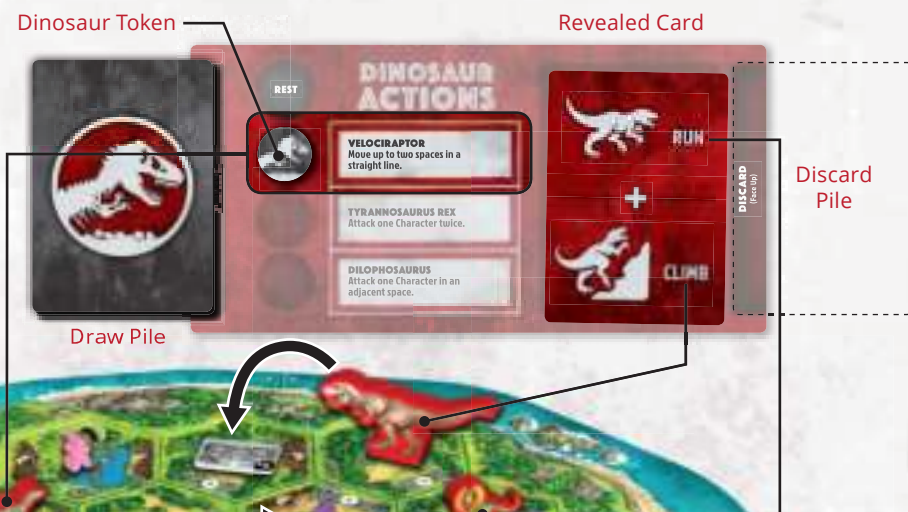 Dinosaur Token
Revealed Card
REST
DINOSAUR
ACTIONS
VELOCIRAPTOR
Move up to two spaces in a
straight line.
TYRANNOSAURUS REX
Attack one Character twice.
DILOPHOSAURUS
Attack one Character in an
adjacent space.
RUN
+
CLIMB
DISCARD
(Face Up)
Discard
Pile
Draw Pile